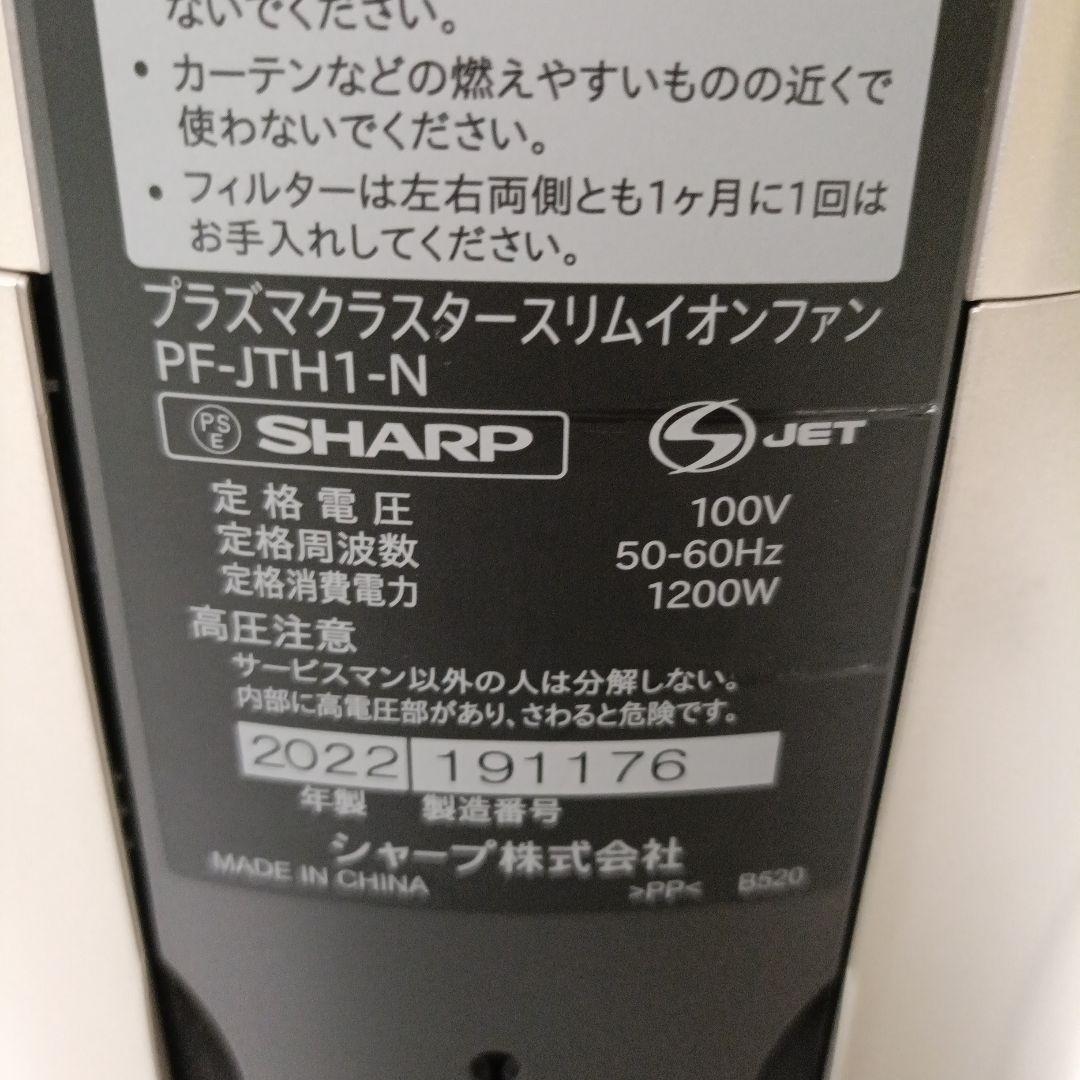 ないでください。
• カーテンなどの燃えやすいものの近くで
使わないでください。
• フィルターは左右両側とも1ヶ月に1回は
お手入れしてください。
プラズマクラスタースリムイオンファン
PF-JTH1-N
PSE SHARP S JET
定格電圧 100V
定格周波数 50-60Hz
定格消費電力 1200W
高圧注意
サービスマン以外の人は分解しない。
内部に高電圧部があり、さわると危険です。
2022 191176
年製 製造番号
シャープ株式会社
MADE IN CHINA >PP< B520